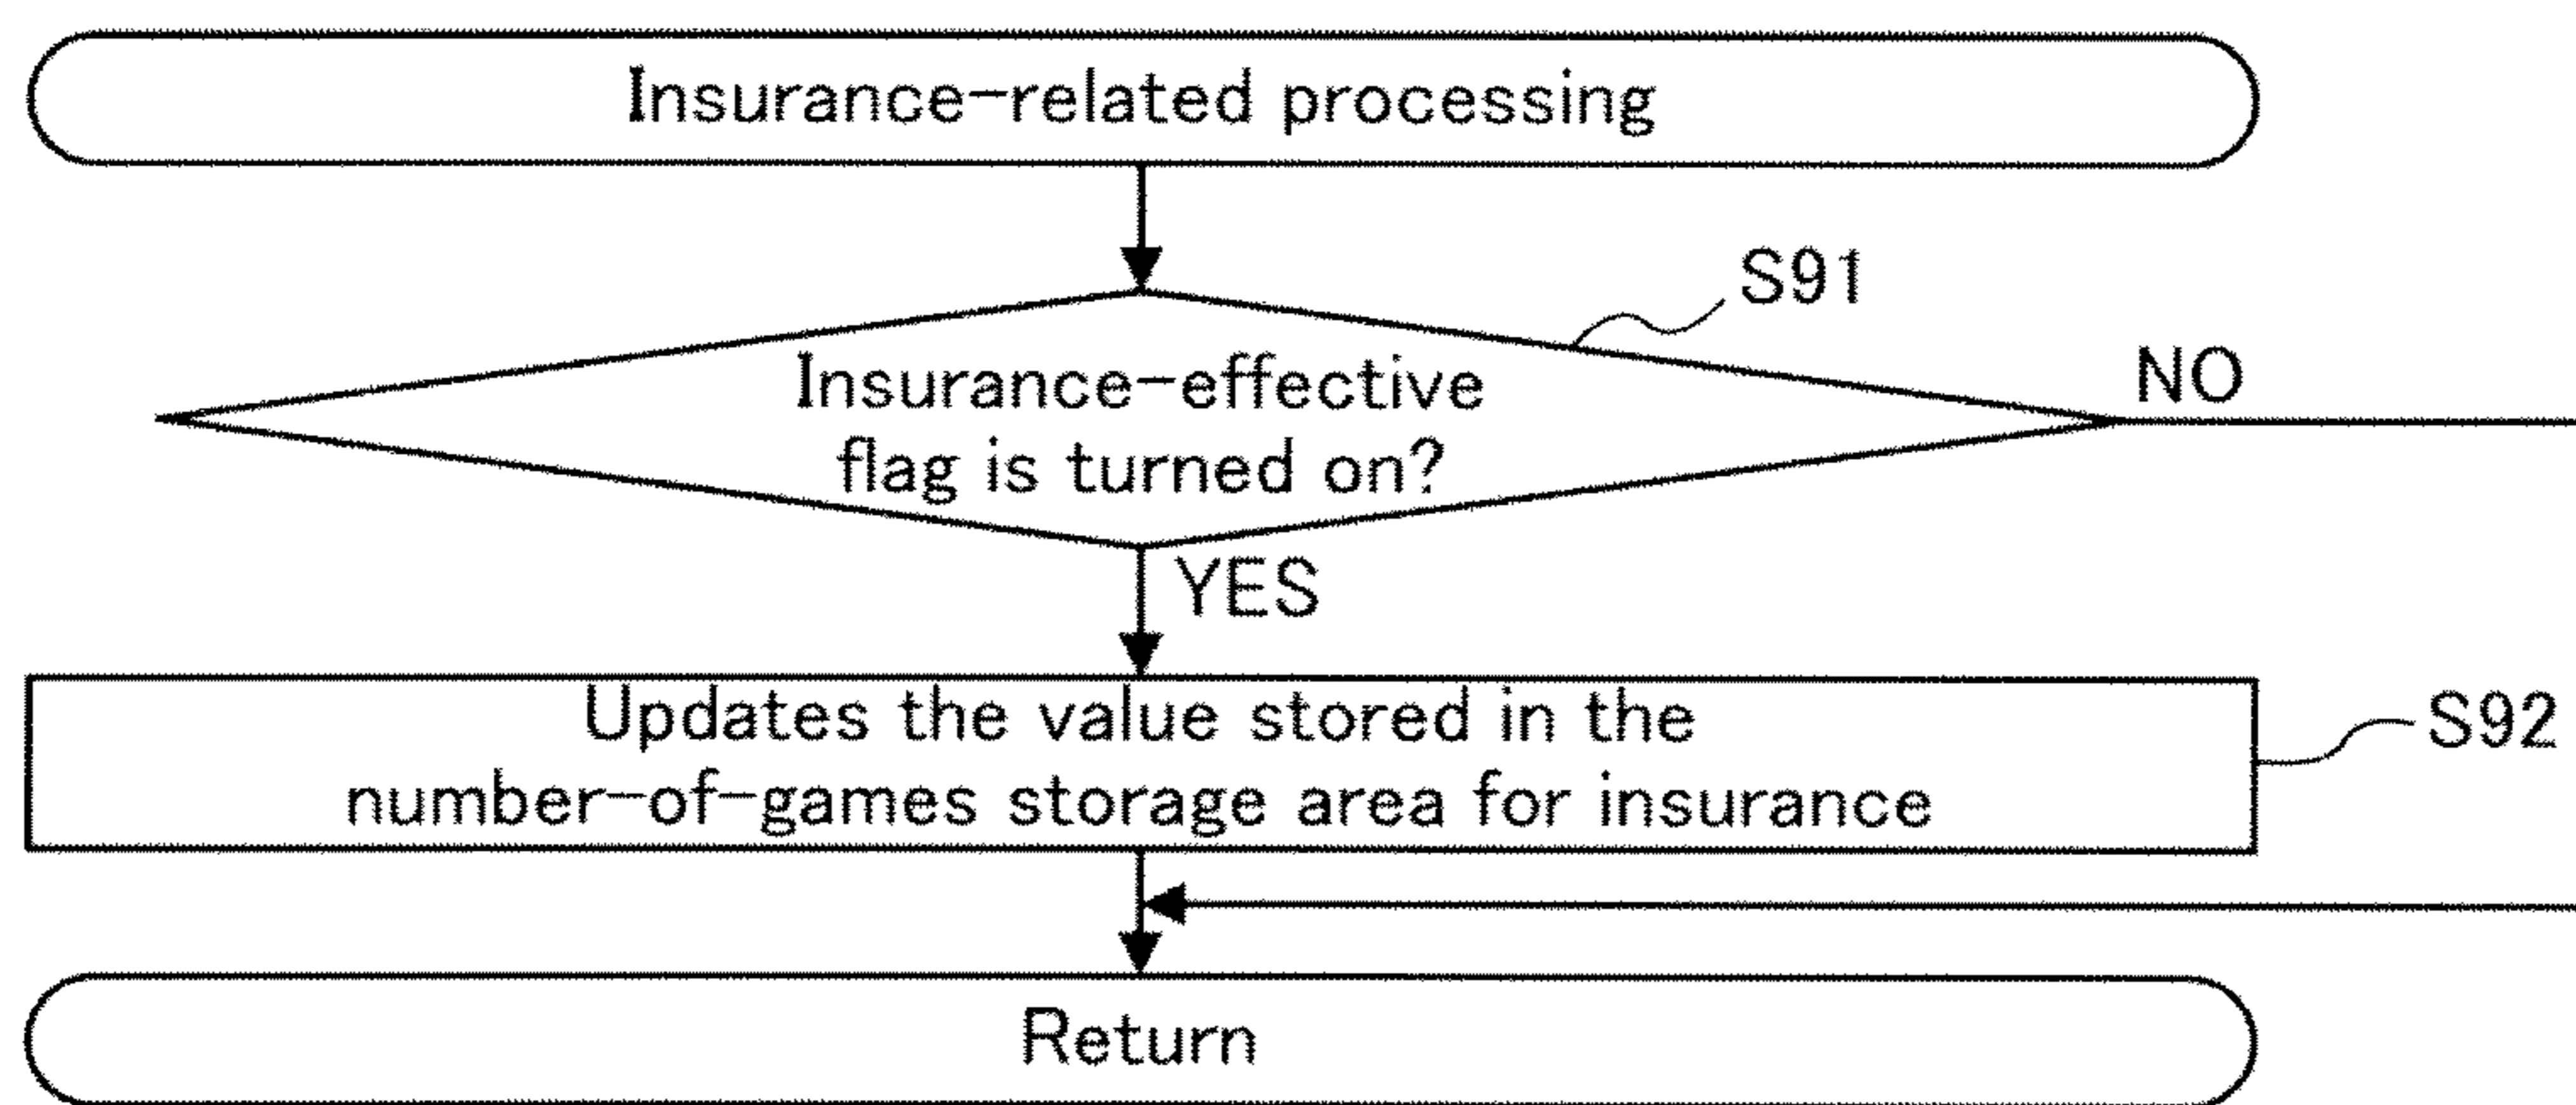 Insurance-related processing
S91
Insurance-effective
flag is turned on?
NO
YES
Updates the value stored in the
number-of-games storage area for insurance
S92
Return